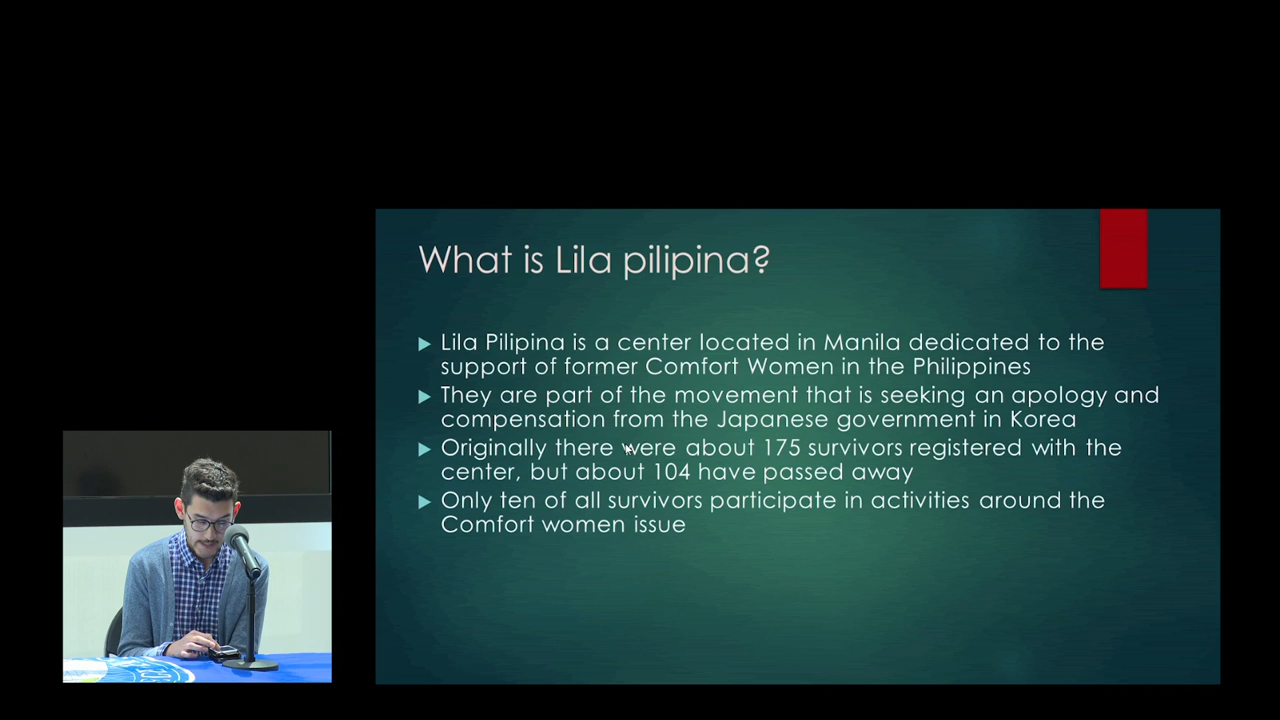 What is Lila pilipina?
Lila Pilipina is a center located in Manila dedicated to the
support of former Comfort Women in the Philippines
They are part of the movement that is seeking an apology and
compensation from the Japanese government in Korea
Originally there were about 175 survivors registered with the
center, but about 104 have passed away
Only ten of all survivors participate in activities around the
Comfort women issue